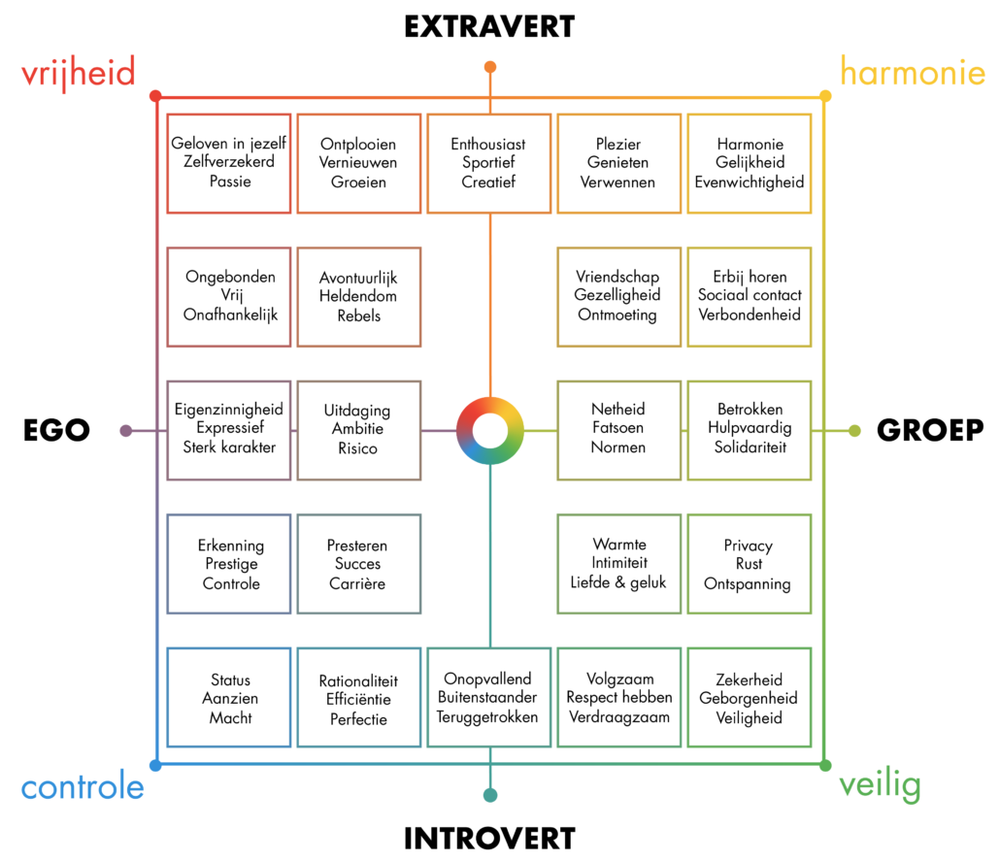 EXTRAVERT
vrijheid
harmonie
Geloven in jezelf
Zelfverzekerd
Passie
Ontplooien
Vernieuwen
Groeien
Enthousiast
Sportief
Creatief
Plezier
Genieten
Verwennen
Harmonie
Gelijkheid
Evenwichtigheid
Ongebonden
Vrij
Onafhankelijk
Avontuurlijk
Heldendom
Rebels
Vriendschap
Gezelligheid
Ontmoeting
Erbij horen
Sociaal contact
Verbondenheid
EGO
Eigenzinnigheid
Expressief
Sterk karakter
Uitdaging
Ambitie
Risico
Netheid
Fatsoen
Normen
Betrokken
Hulpvaardig
Solidariteit
GROEP
Erkenning
Prestige
Controle
Presteren
Succes
Carrière
Warmte
Intimiteit
Liefde & geluk
Privacy
Rust
Ontspanning
Status
Aanzien
Macht
Rationaliteit
Efficiëntie
Perfectie
Onopvallend
Buitenstaander
Teruggetrokken
Volgzaam
Respect hebben
Verdraagzaam
Zekerheid
Geborgenheid
Veiligheid
controle
veilig
INTROVERT